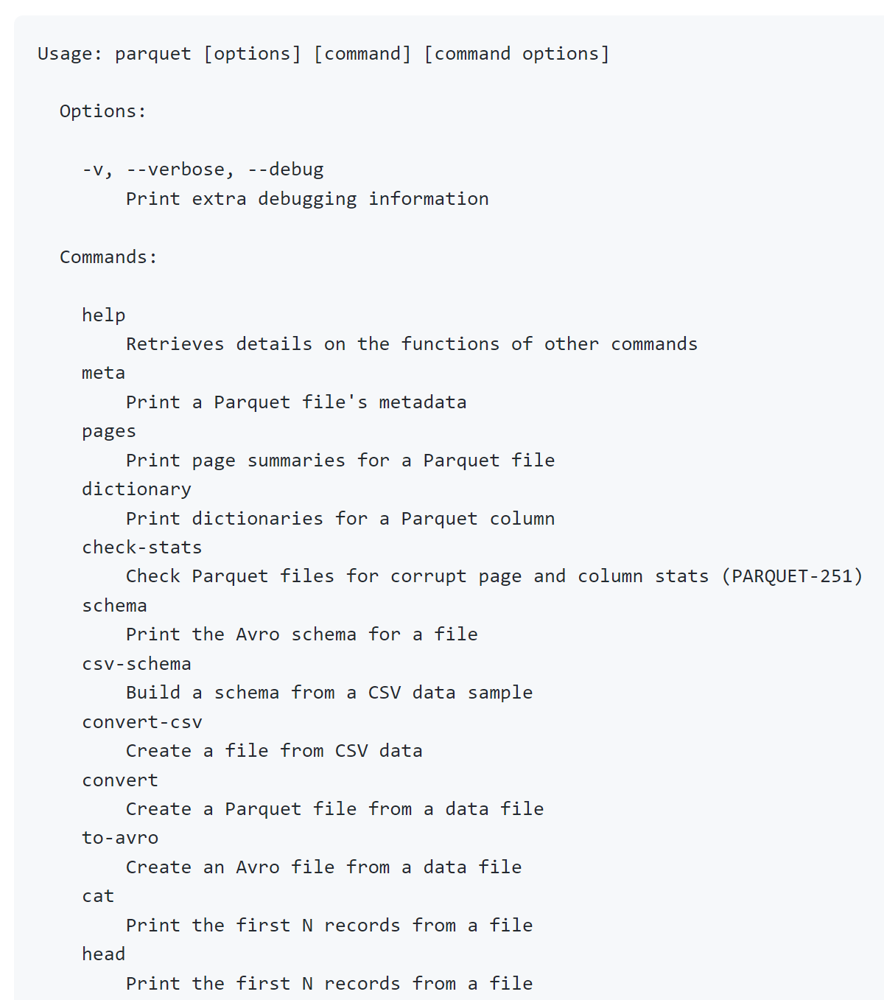 Usage: parquet [options] [command] [command options]
Options:
-v, --verbose, --debug
Print extra debugging information
Commands:
help
Retrieves details on the functions of other commands
meta
Print a Parquet file's metadata
pages
Print page summaries for a Parquet file
dictionary
Print dictionaries for a Parquet column
check-stats
Check Parquet files for corrupt page and column stats (PARQUET-251)
schema
Print the Avro schema for a file
csv-schema
Build a schema from a CSV data sample
convert-csv
Create a file from CSV data
convert
Create a Parquet file from a data file
to-avro
Create an Avro file from a data file
cat
Print the first N records from a file
head
Print the first N records from a file